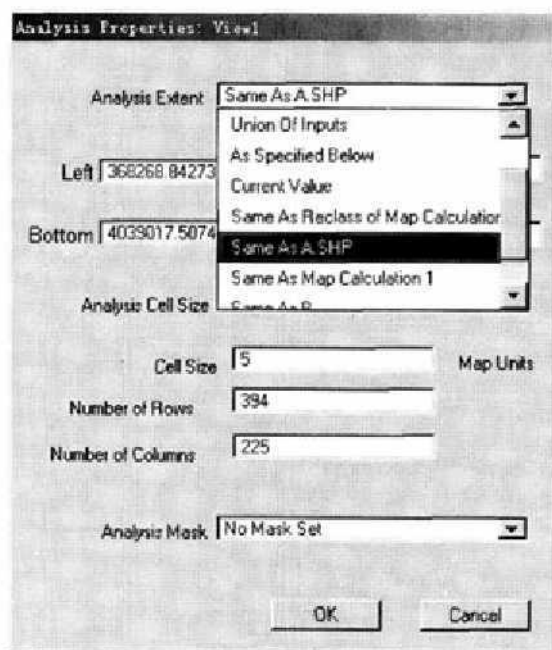 Analysis Properties: View1
Analysis Extent Same As A.SHP
Union Of Inputs
As Specified Below
Left 368268.84273
Current Value
Same As Reclass of Map Calculation
Bottom 4039017.5074
Same As A.SHP
Same As Map Calculation 1
Analysis Cell Size
Same As B
Cell Size 5 Map Units
Number of Rows 394
Number of Columns 225
Analysis Mask No Mask Set
OK Cancel